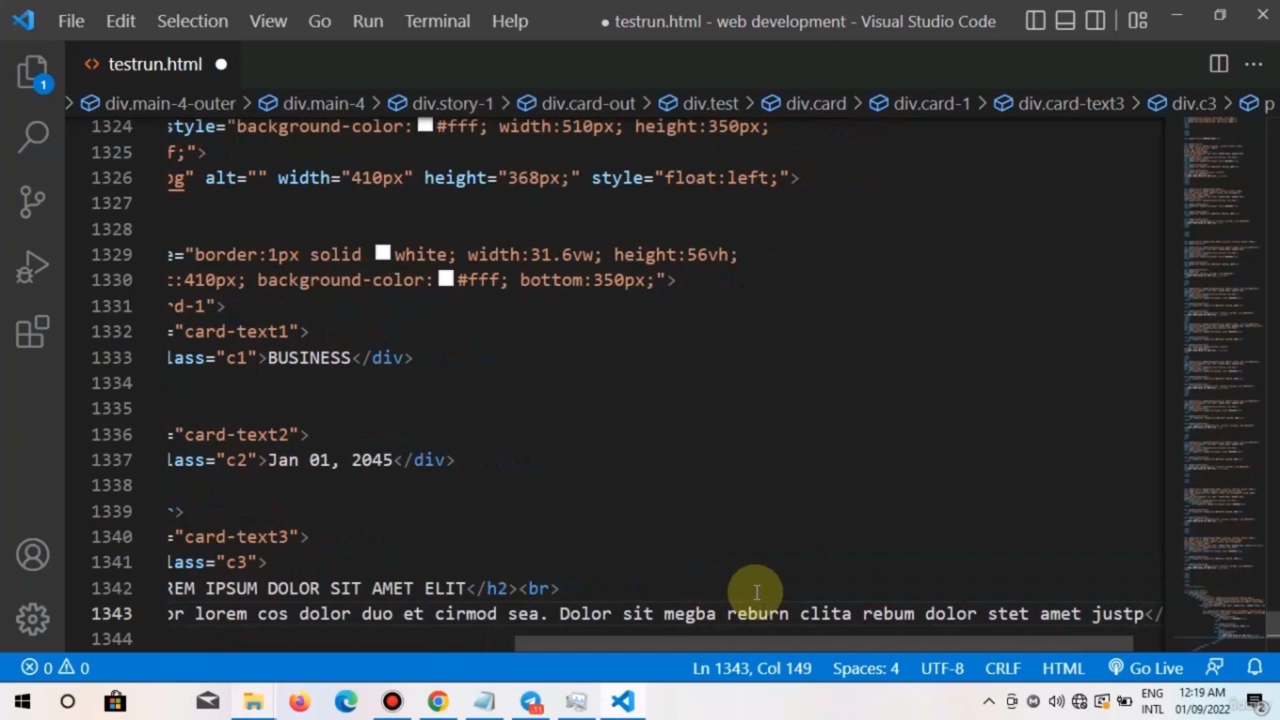 File Edit Selection View Go Run Terminal Help ● testrun.html - web development - Visual Studio Code
<> testrun.html ●
> div.main-4-outer > div.main-4 > div.story-1 > div.card-out > div.test > div.card > div.card-1 > div.card-text3 > div.c3 > p
1324 style="background-color: #fff; width:510px; height:350px;
1325 f;">
1326 pg" alt="" width="410px" height="368px;" style="float:left;">
1327
1328
1329 e="border:1px solid white; width:31.6vw; height:56vh;
1330 t:410px; background-color: #fff; bottom:350px;">
1331 rd-1">
1332 ="card-text1">
1333 lass="c1">BUSINESS</div>
1334
1335
1336 ="card-text2">
1337 lass="c2">Jan 01, 2045</div>
1338
1339 >
1340 ="card-text3">
1341 lass="c3">
1342 REM IPSUM DOLOR SIT AMET ELIT</h2><br>
1343 or lorem cos dolor duo et cirmod sea. Dolor sit megba reburn clita rebum dolor stet amet justp</
1344
1
0 0 Ln 1343, Col 149 Spaces: 4 UTF-8 CRLF HTML Go Live
ENG 12:19 AM
INTL 01/09/2022
11
2